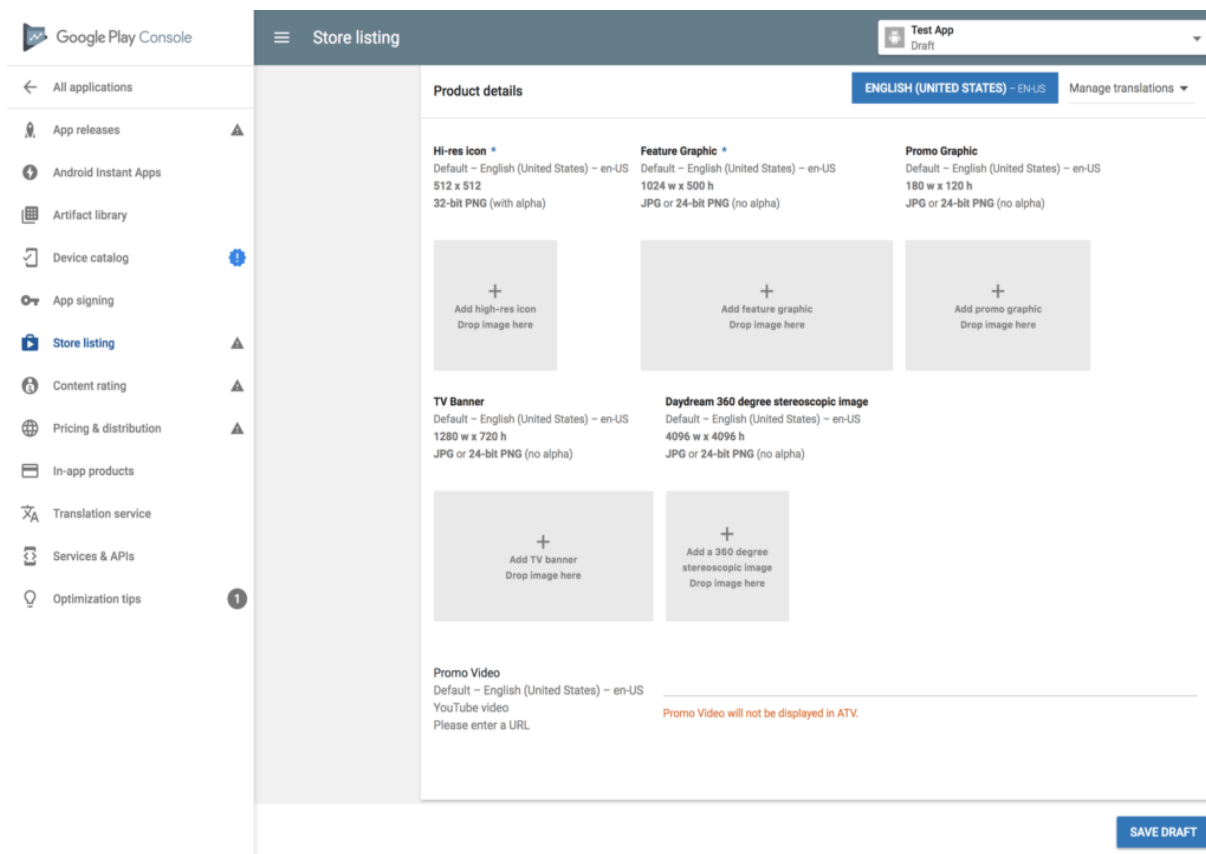 Google Play Console
Store listing
Test App
Draft
All applications
App releases
Android Instant Apps
Artifact library
Device catalog
App signing
Store listing
Content rating
Pricing & distribution
In-app products
Translation service
Services & APIs
Optimization tips
1
Product details
ENGLISH (UNITED STATES) – EN-US
Manage translations
Hi-res icon *
Default – English (United States) – en-US
512 x 512
32-bit PNG (with alpha)
Feature Graphic *
Default – English (United States) – en-US
1024 w x 500 h
JPG or 24-bit PNG (no alpha)
Promo Graphic
Default – English (United States) – en-US
180 w x 120 h
JPG or 24-bit PNG (no alpha)
Add high-res icon
Drop image here
Add feature graphic
Drop image here
Add promo graphic
Drop image here
TV Banner
Default – English (United States) – en-US
1280 w x 720 h
JPG or 24-bit PNG (no alpha)
Daydream 360 degree stereoscopic image
Default – English (United States) – en-US
4096 w x 4096 h
JPG or 24-bit PNG (no alpha)
Add TV banner
Drop image here
Add a 360 degree
stereoscopic image
Drop image here
Promo Video
Default – English (United States) – en-US
YouTube video
Please enter a URL
Promo Video will not be displayed in ATV.
SAVE DRAFT